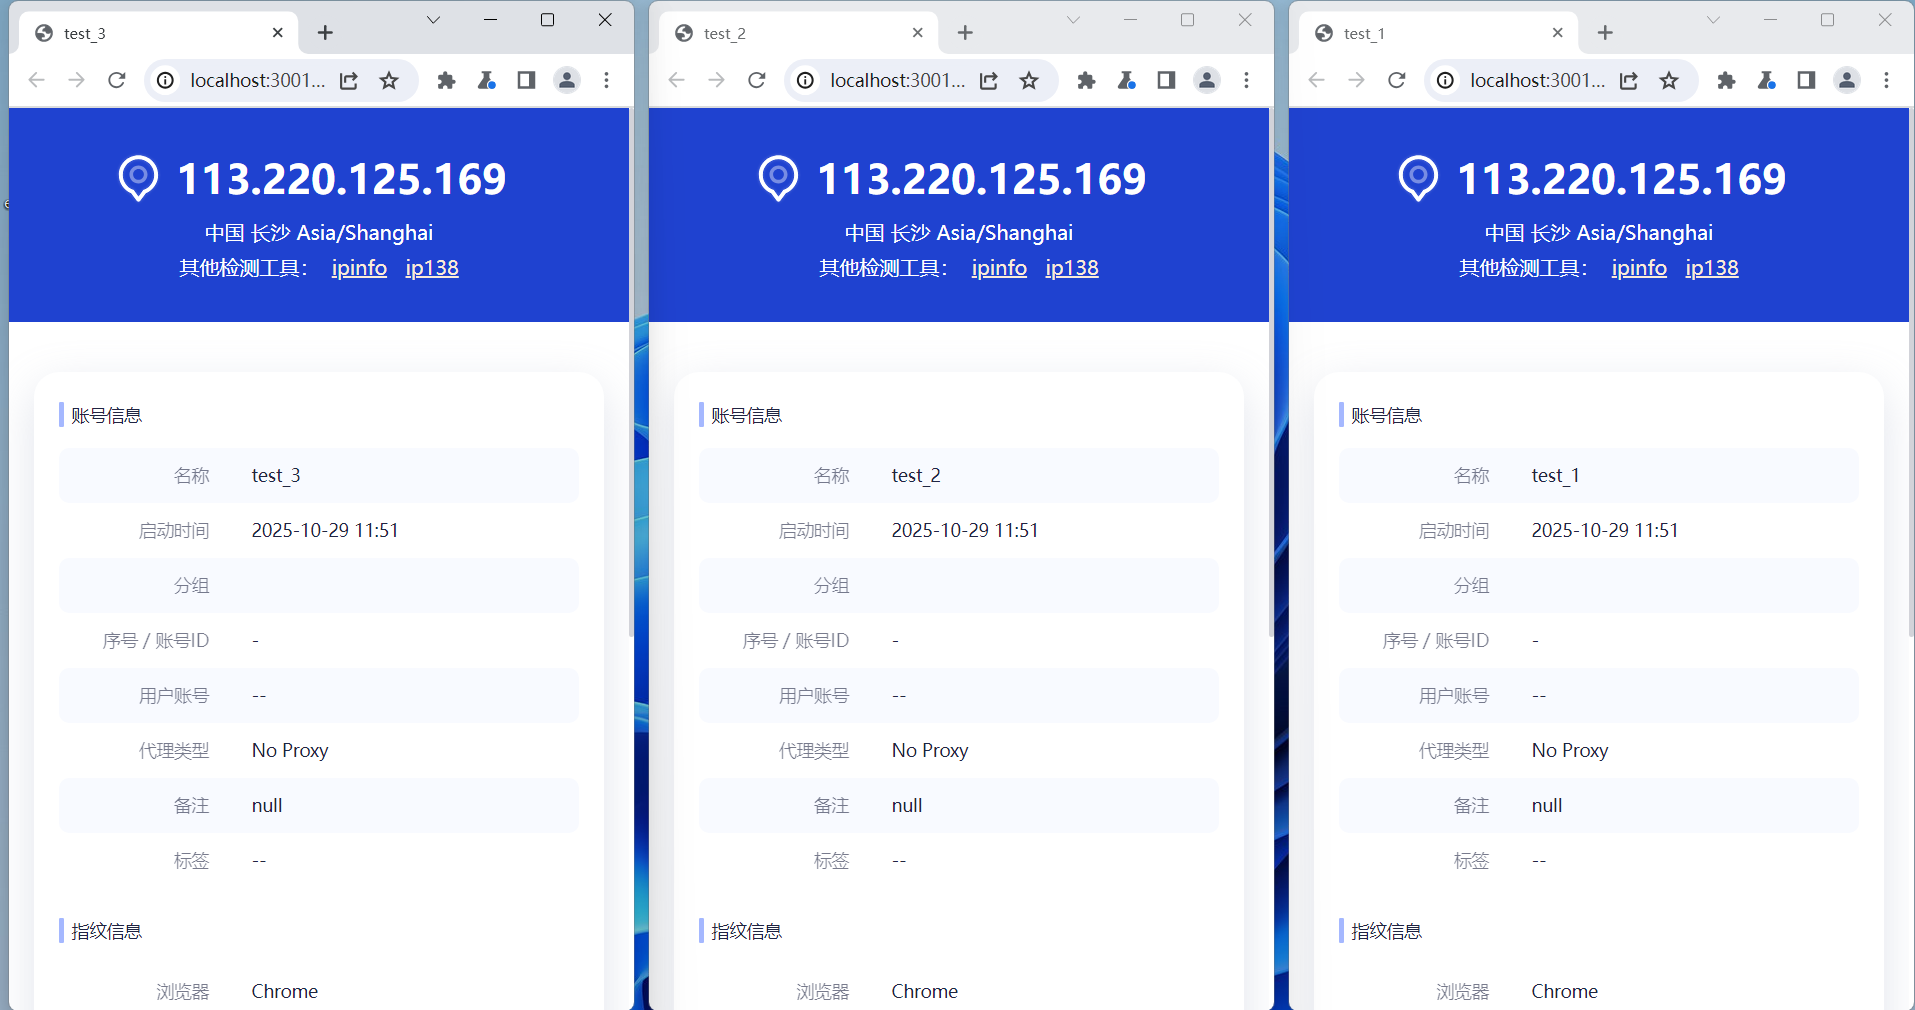 test_3
localhost:3001...
113.220.125.169
中国 长沙 Asia/Shanghai
其他检测工具： ipinfo ip138
账号信息
名称 test_3
启动时间 2025-10-29 11:51
分组
序号 / 账号ID -
用户账号 --
代理类型 No Proxy
备注 null
标签 --
指纹信息
浏览器 Chrome
test_2
localhost:3001...
113.220.125.169
中国 长沙 Asia/Shanghai
其他检测工具： ipinfo ip138
账号信息
名称 test_2
启动时间 2025-10-29 11:51
分组
序号 / 账号ID -
用户账号 --
代理类型 No Proxy
备注 null
标签 --
指纹信息
浏览器 Chrome
test_1
localhost:3001...
113.220.125.169
中国 长沙 Asia/Shanghai
其他检测工具： ipinfo ip138
账号信息
名称 test_1
启动时间 2025-10-29 11:51
分组
序号 / 账号ID -
用户账号 --
代理类型 No Proxy
备注 null
标签 --
指纹信息
浏览器 Chrome